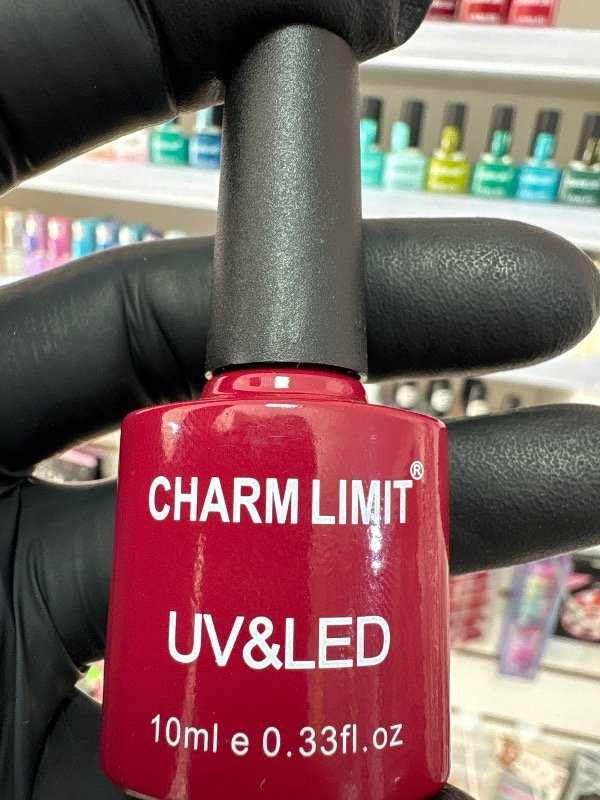 CHARM LIMIT®
UV&LED
10ml e 0.33fl.oz